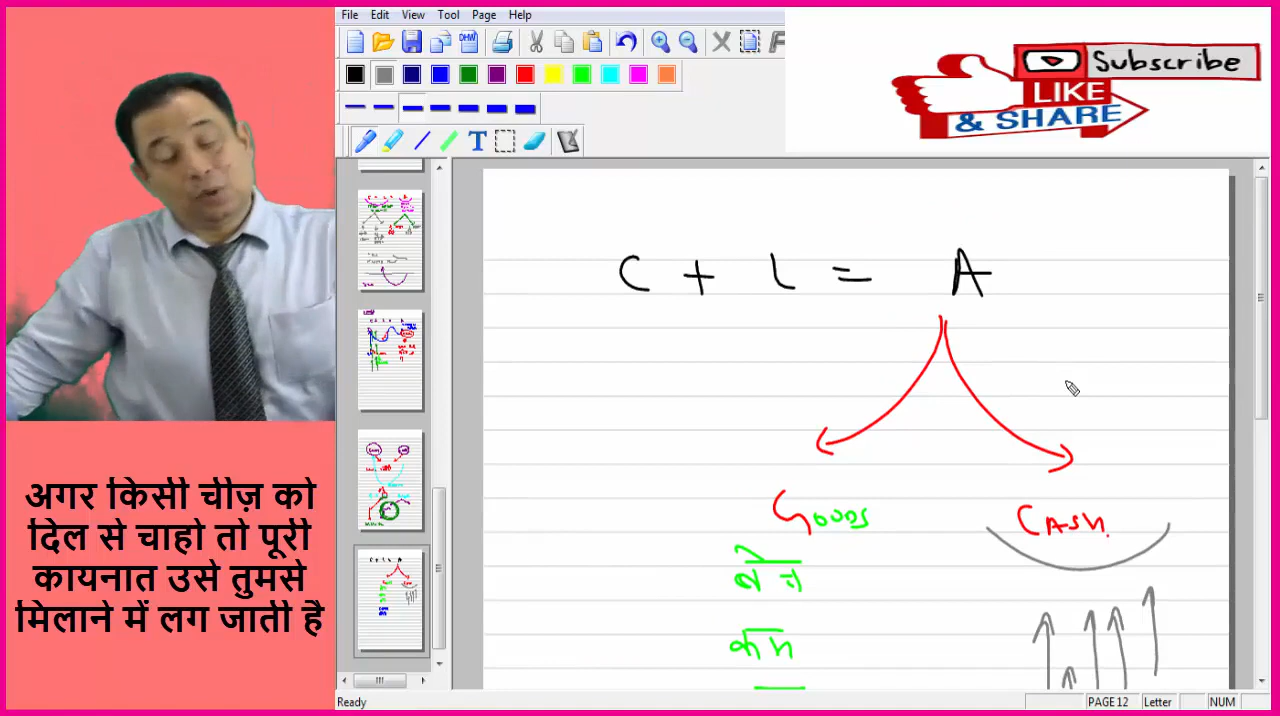 File Edit View Tool Page Help
DHW
Subscribe
LIKE
& SHARE
C + L = A
Goods
CASH
अगर किसी चीज़ को
दिल से चाहो तो पूरी
कायनात उसे तुमसे
मिलाने में लग जाती है
Ready
PAGE 12 Letter NUM